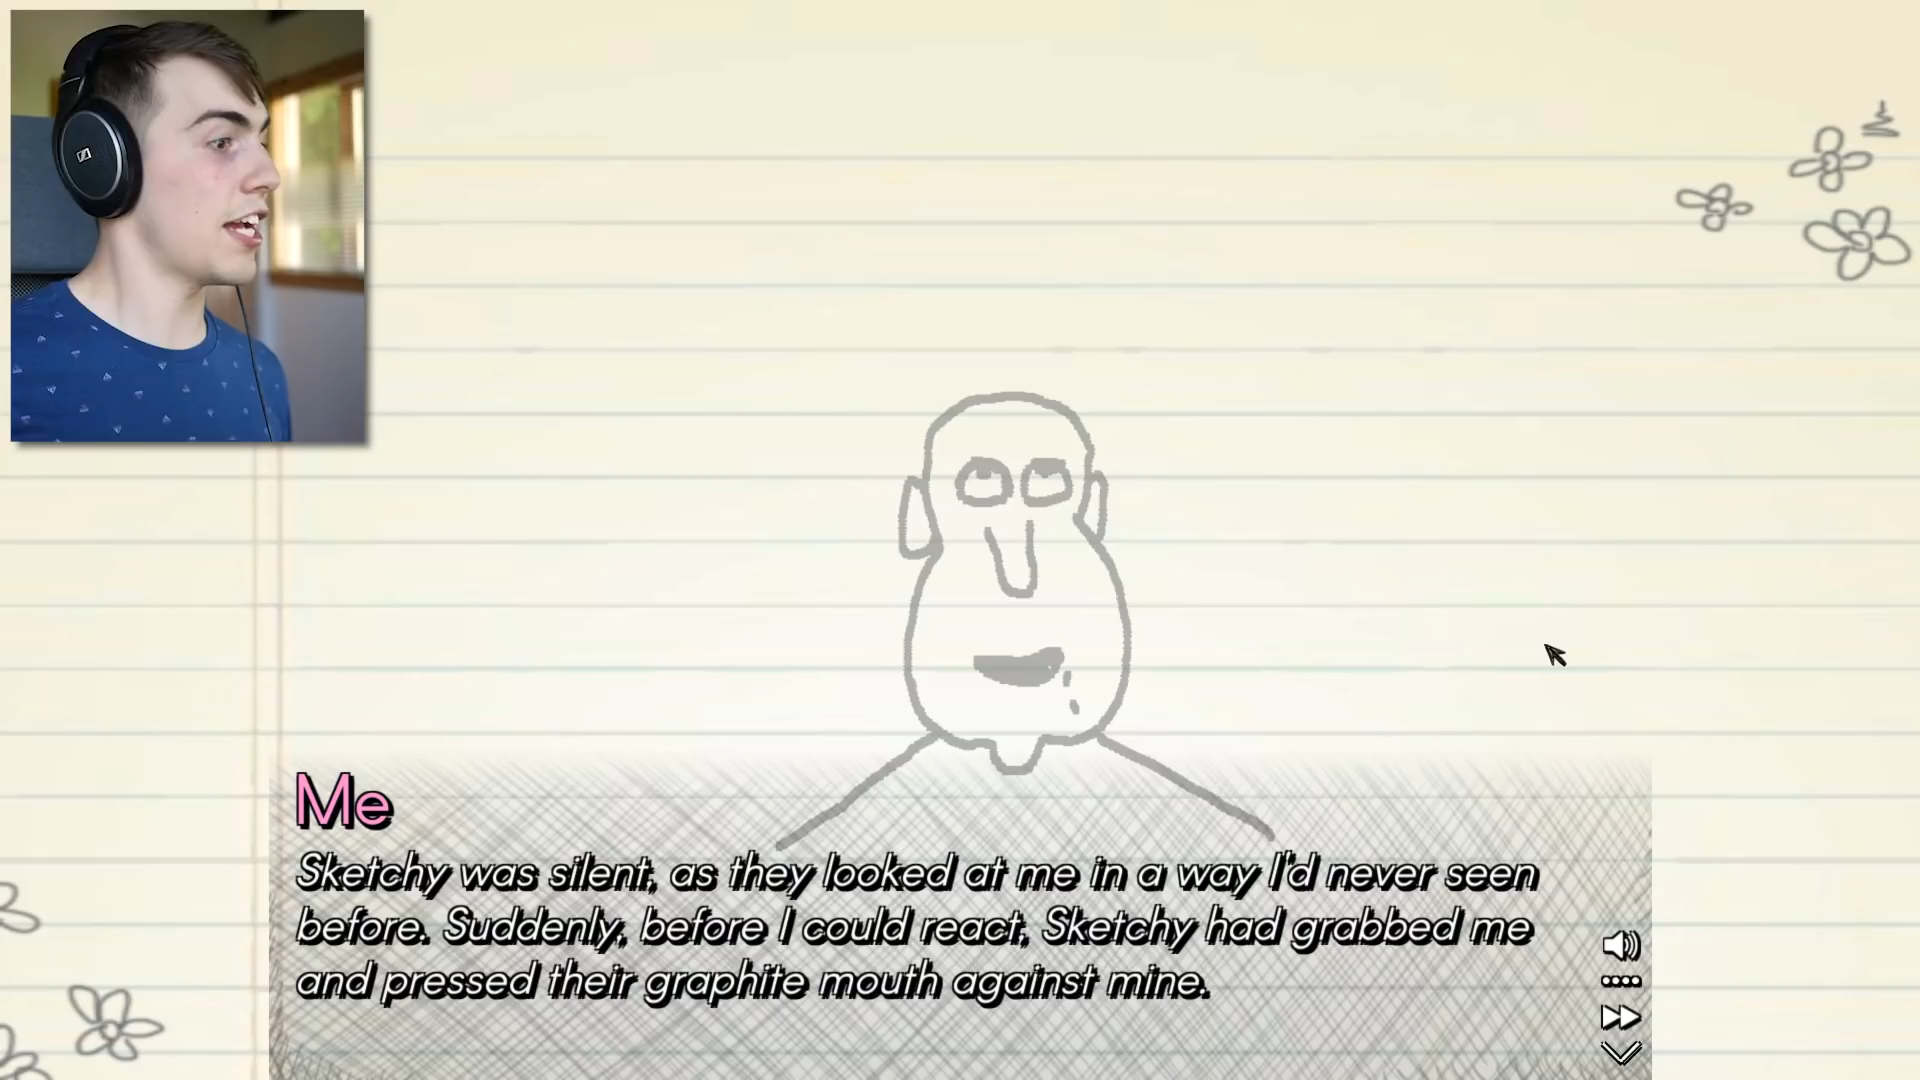 Me
Sketchy was silent, as they looked at me in a way I'd never seen
before. Suddenly, before I could react, Sketchy had grabbed me
and pressed their graphite mouth against mine.